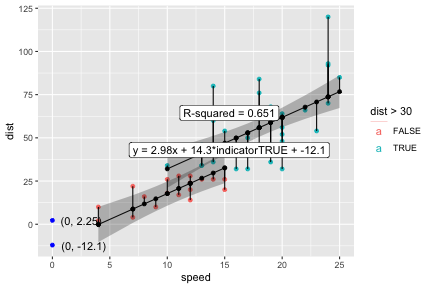 125
100
75
50
25
0
dist
R-squared = 0.651
y = 2.98x + 14.3*indicatorTRUE + -12.1
(0, 2.25)
(0, -12.1)
0
5
10
15
20
25
speed
dist > 30
a FALSE
a TRUE